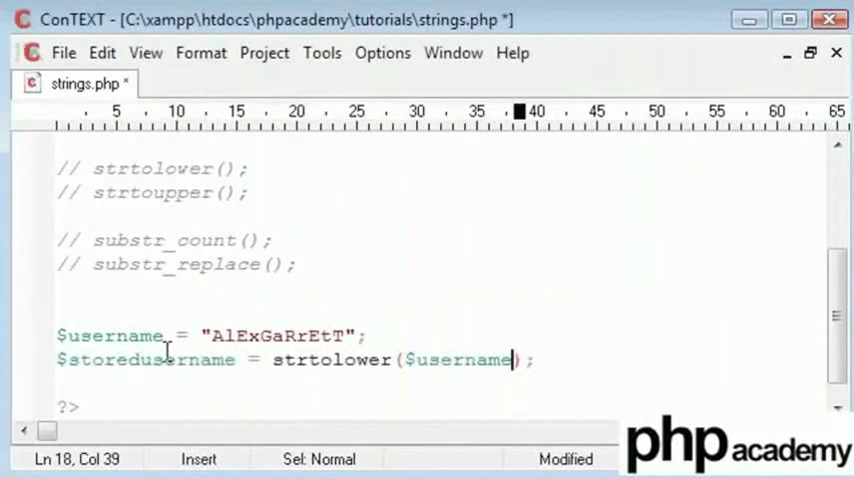 ConTEXT - [C:\xampp\htdocs\phpacademy\tutorials\strings.php *]
File Edit View Format Project Tools Options Window Help
strings.php *
5 10 15 20 25 30 35 40 45 50 55 60 65
// strtolower();
// strtoupper();
// substr_count();
// substr_replace();
$username = "AlExGaRrEtT";
$storedusername = strtolower($username);
?>
Ln 18, Col 39 Insert Sel: Normal Modified
php academy